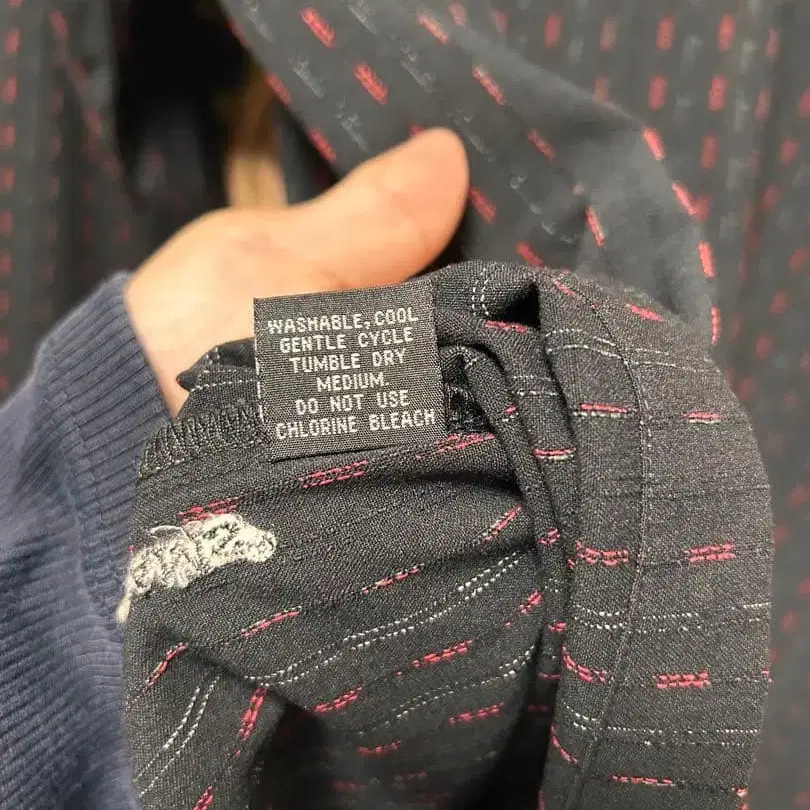 WASHABLE, COOL
GENTLE CYCLE
TUMBLE DRY
MEDIUM.
DO NOT USE
CHLORINE BLEACH